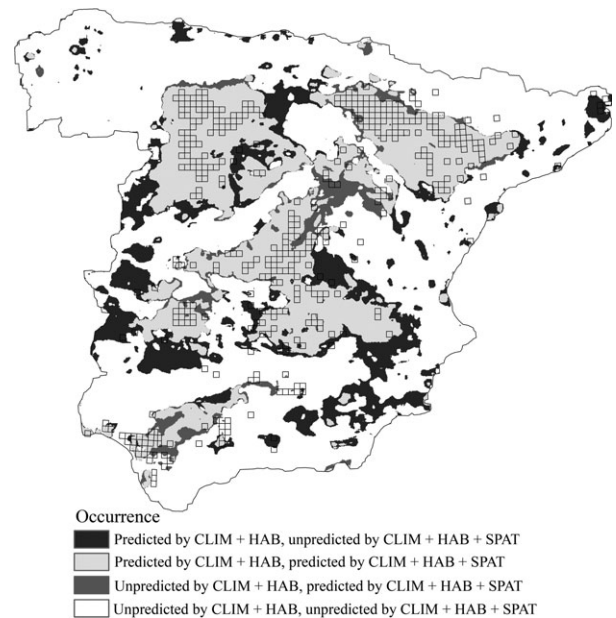 Occurrence
Predicted by CLIM + HAB, unpredicted by CLIM + HAB + SPAT
Predicted by CLIM + HAB, predicted by CLIM + HAB + SPAT
Unpredicted by CLIM + HAB, predicted by CLIM + HAB + SPAT
Unpredicted by CLIM + HAB, unpredicted by CLIM + HAB + SPAT